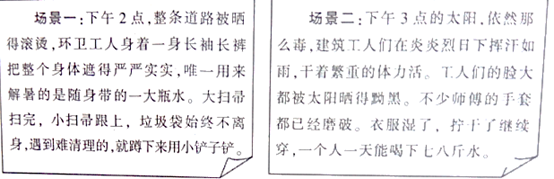 场景一：下午2点，整条道路被晒
得滚烫，环卫工人身着一身长袖长裤
把整个身体遮得严严实实，唯一用来
解暑的是随身带的一大瓶水。大扫帚
扫完，小扫帚跟上，垃圾袋始终不离
身，遇到难清理的，就蹲下来用小铲子铲。
场景二：下午3点的太阳，依然那
么毒，建筑工人们在炎炎烈日下挥汗如
雨，干着繁重的体力活。工人们的脸大
都被太阳晒得黝黑。不少师傅的手套
都已经磨破。衣服湿了，拧干了继续
穿，一个人一天能喝下七八斤水。